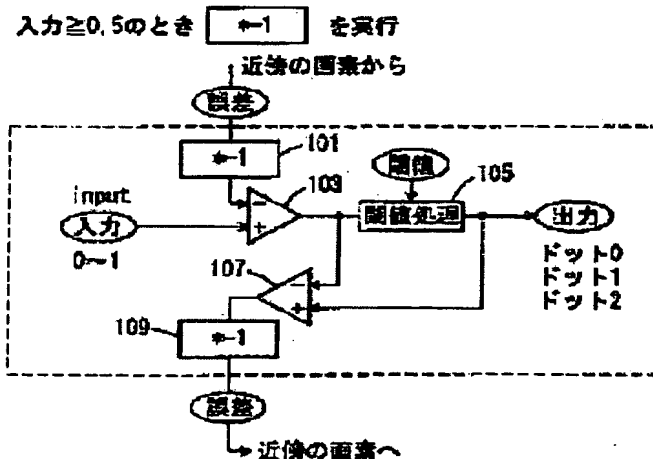 入力≧0.5のとき *-1 を実行
近傍の画素から
誤差
*-1
101
103
閾値
105
input
入力
0~1
-
+
閾値処理
出力
ドット0
ドット1
ドット2
107
-
+
109
*-1
誤差
近傍の画素へ